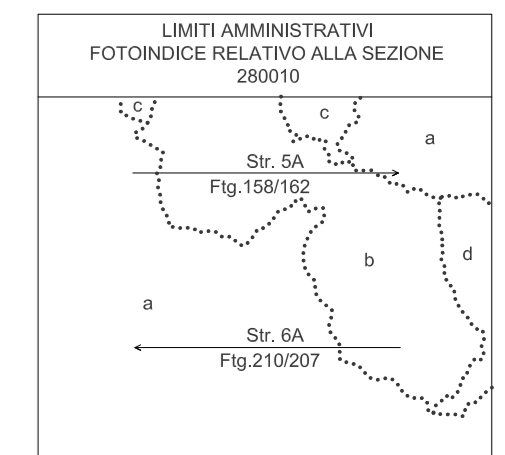 LIMITI AMMINISTRATIVI
FOTOINDICE RELATIVO ALLA SEZIONE
280010
c
c
a
Str. 5A
Ftg.158/162
b
d
a
Str. 6A
Ftg.210/207